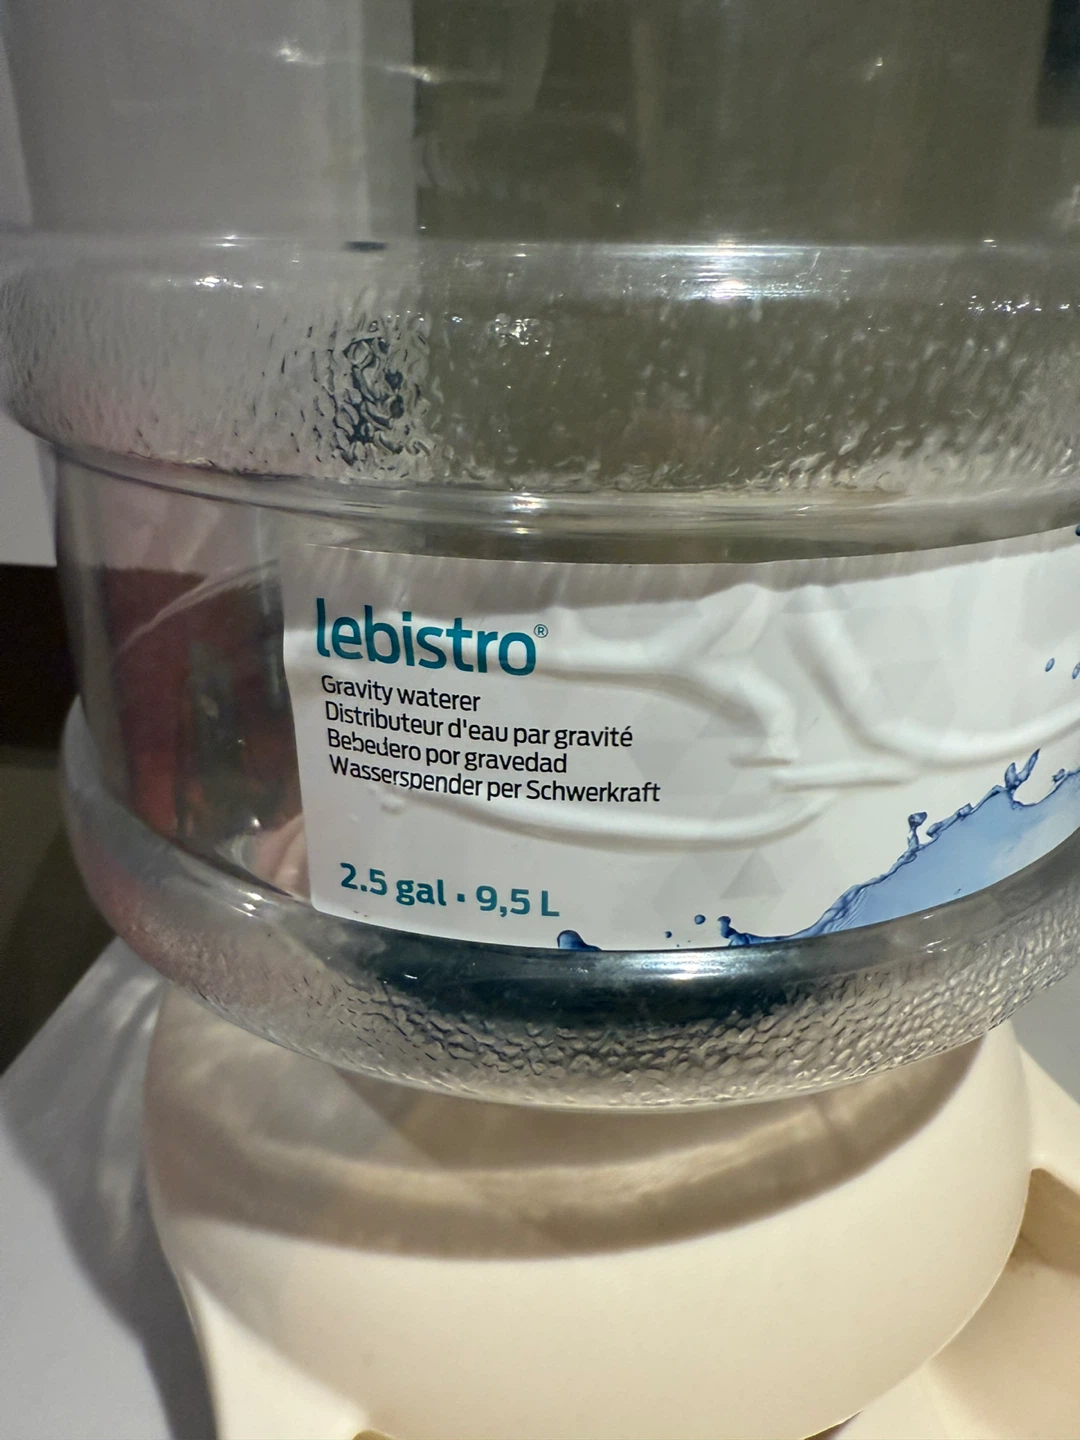 lebistro®
Gravity waterer
Distributeur d'eau par gravité
Bebedero por gravedad
Wasserspender per Schwerkraft
2.5 gal · 9,5 L